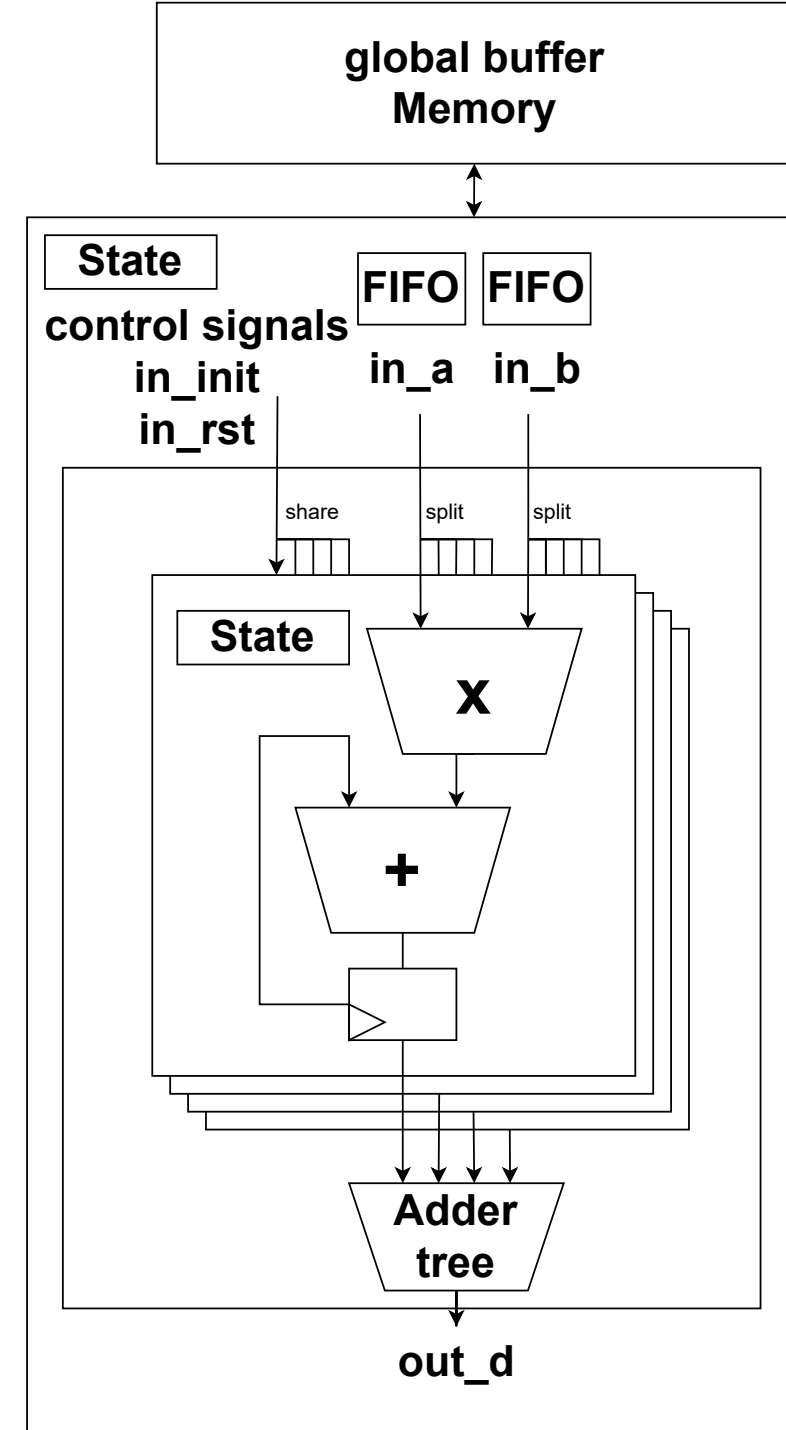 global buffer
Memory
State
FIFO
FIFO
control signals
in_init
in_rst
in_a
in_b
share
split
split
State
x
+
Adder
tree
out_d